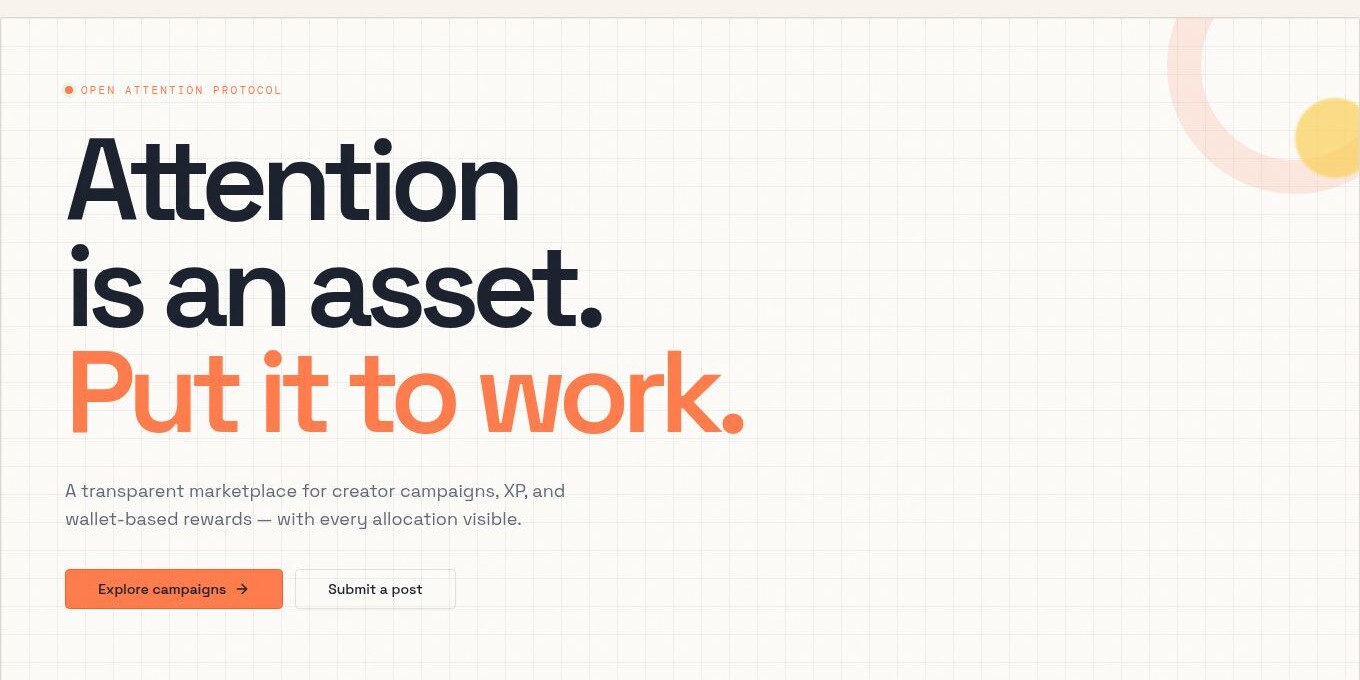 OPEN ATTENTION PROTOCOL
Attention
is an asset.
Put it to work.
A transparent marketplace for creator campaigns, XP, and
wallet-based rewards — with every allocation visible.
Explore campaigns →
Submit a post